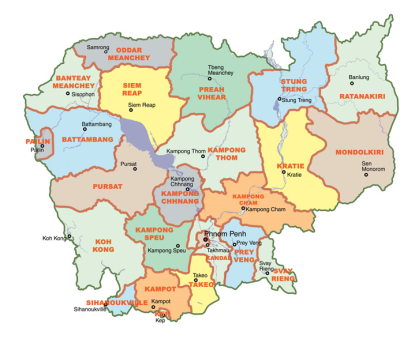 Samrong
ODDAR
MEANCHEY
BANTEAY
MEANCHEY
Sisophon
SIEM
REAP
Siem Reap
Tbeng
Meanchey
PREAH
VIHEAR
STUNG
TRENG
Stung Treng
Banlung
RATANAKIRI
Battambang
BATTAMBANG
PAILIN
Pailin
Pursat
PURSAT
Kampong Thom
KAMPONG
THOM
KRATIE
Kratie
MONDOLKIRI
Sen
Monorom
Kampong
Chhnang
KAMPONG
CHHNANG
KAMPONG
CHAM
Kampong Cham
Koh Kong
KOH
KONG
KAMPONG
SPEU
Kampong Speu
Phnom Penh
Takhmau
KANDAL
Prey Veng
PREY
VENG
Svay
Rieng
SVAY
RIENG
Takeo
TAKEO
KAMPOT
Kampot
SIHANOUKVILLE
Sihanoukville
Kep